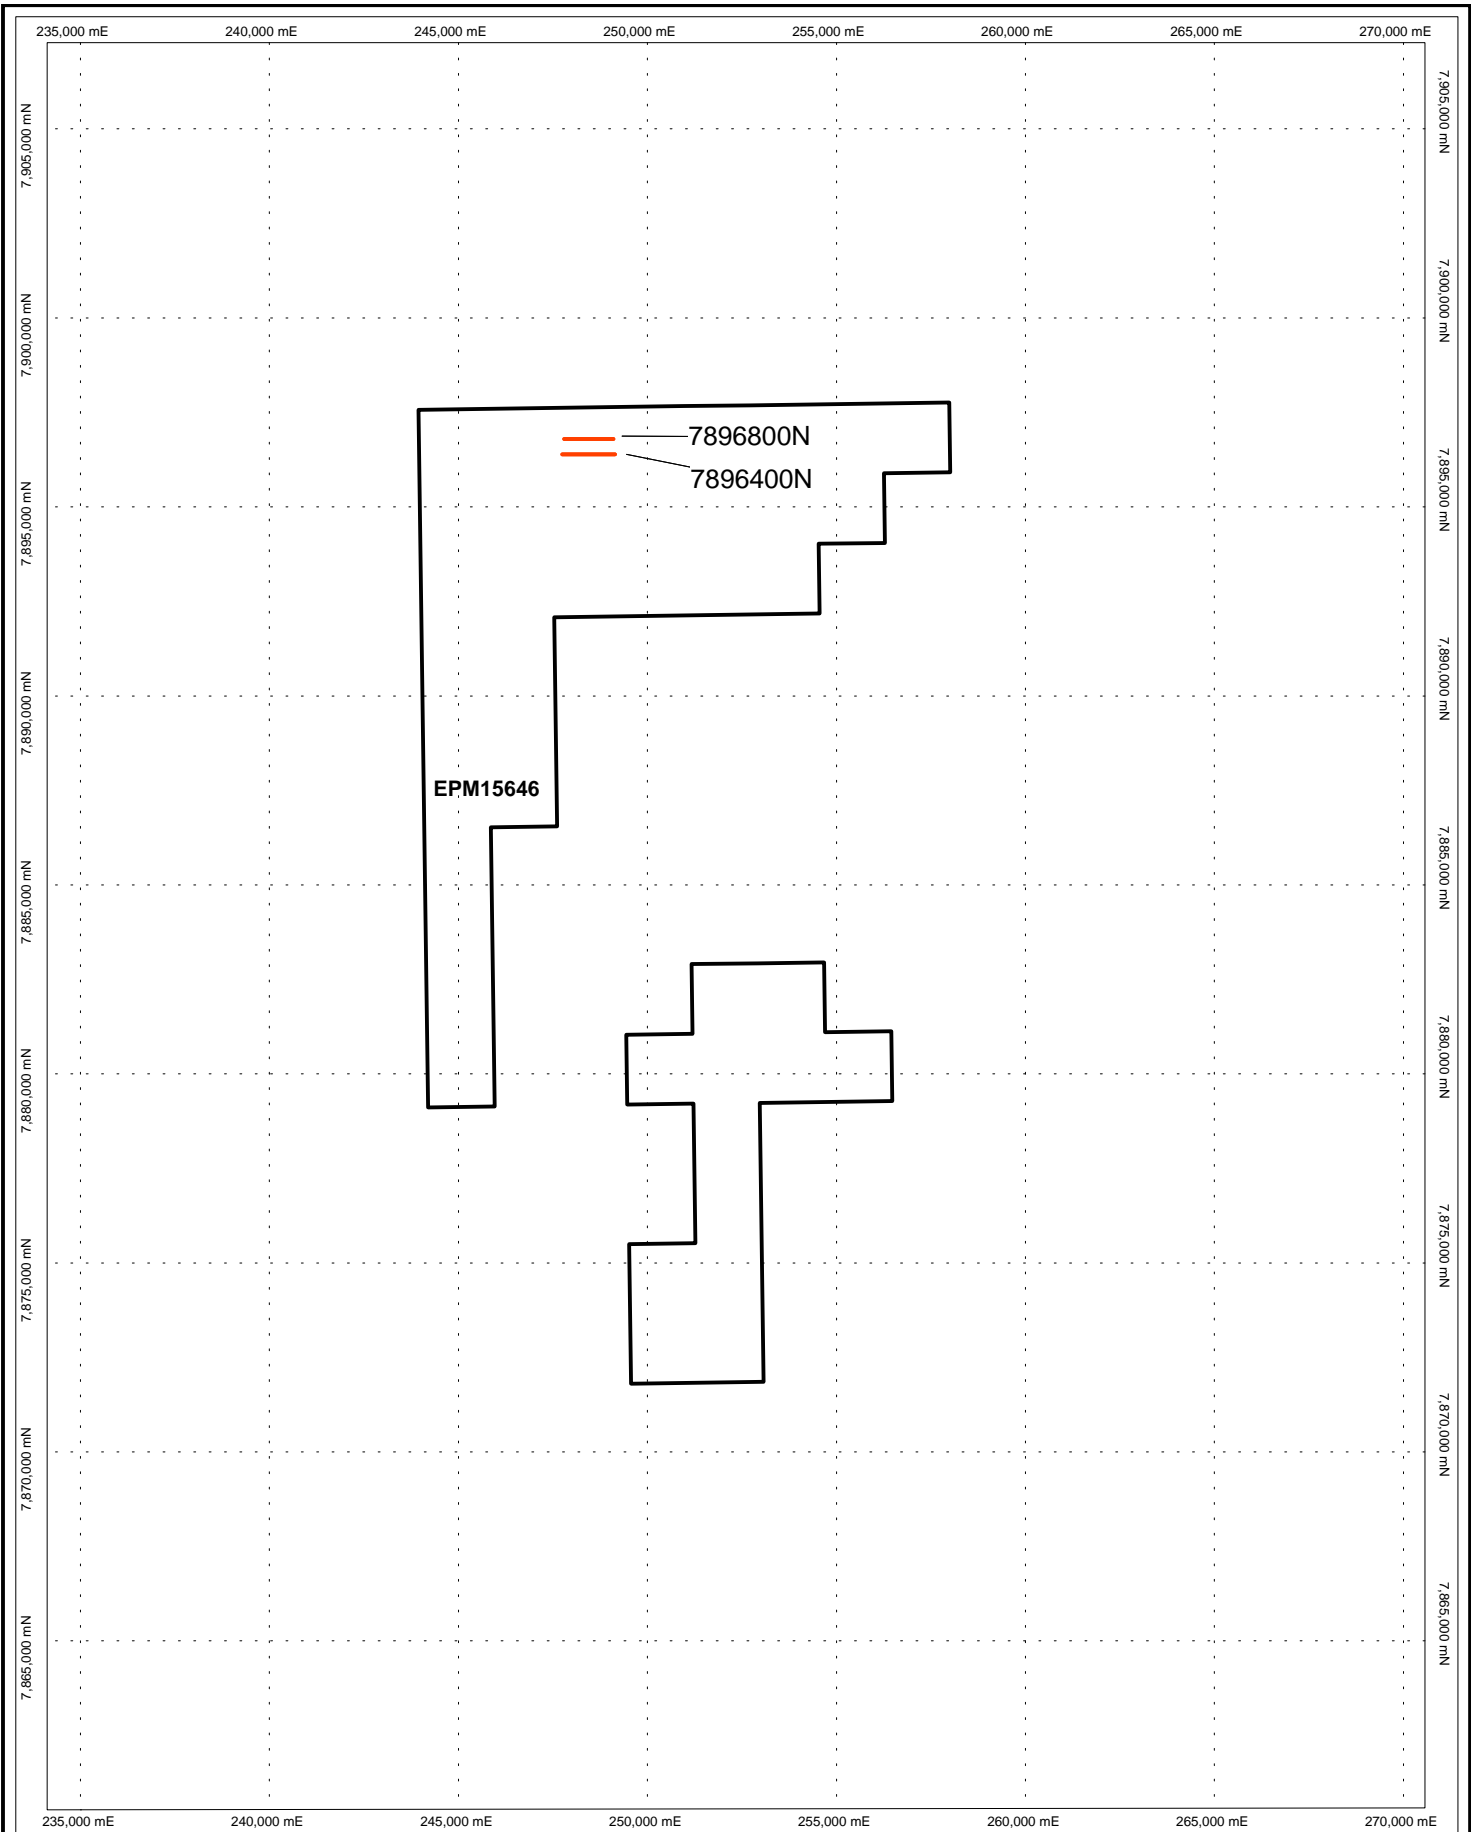 235,000 mE
240,000 mE
245,000 mE
250,000 mE
255,000 mE
260,000 mE
265,000 mE
270,000 mE
7,905,000 mN
7,905,000 mN
7,900,000 mN
7,900,000 mN
7896800N
7896400N
7,895,000 mN
7,895,000 mN
7,890,000 mN
7,890,000 mN
EPM15646
7,885,000 mN
7,885,000 mN
7,880,000 mN
7,880,000 mN
7,875,000 mN
7,875,000 mN
7,870,000 mN
7,870,000 mN
7,865,000 mN
7,865,000 mN
235,000 mE
240,000 mE
245,000 mE
250,000 mE
255,000 mE
260,000 mE
265,000 mE
270,000 mE